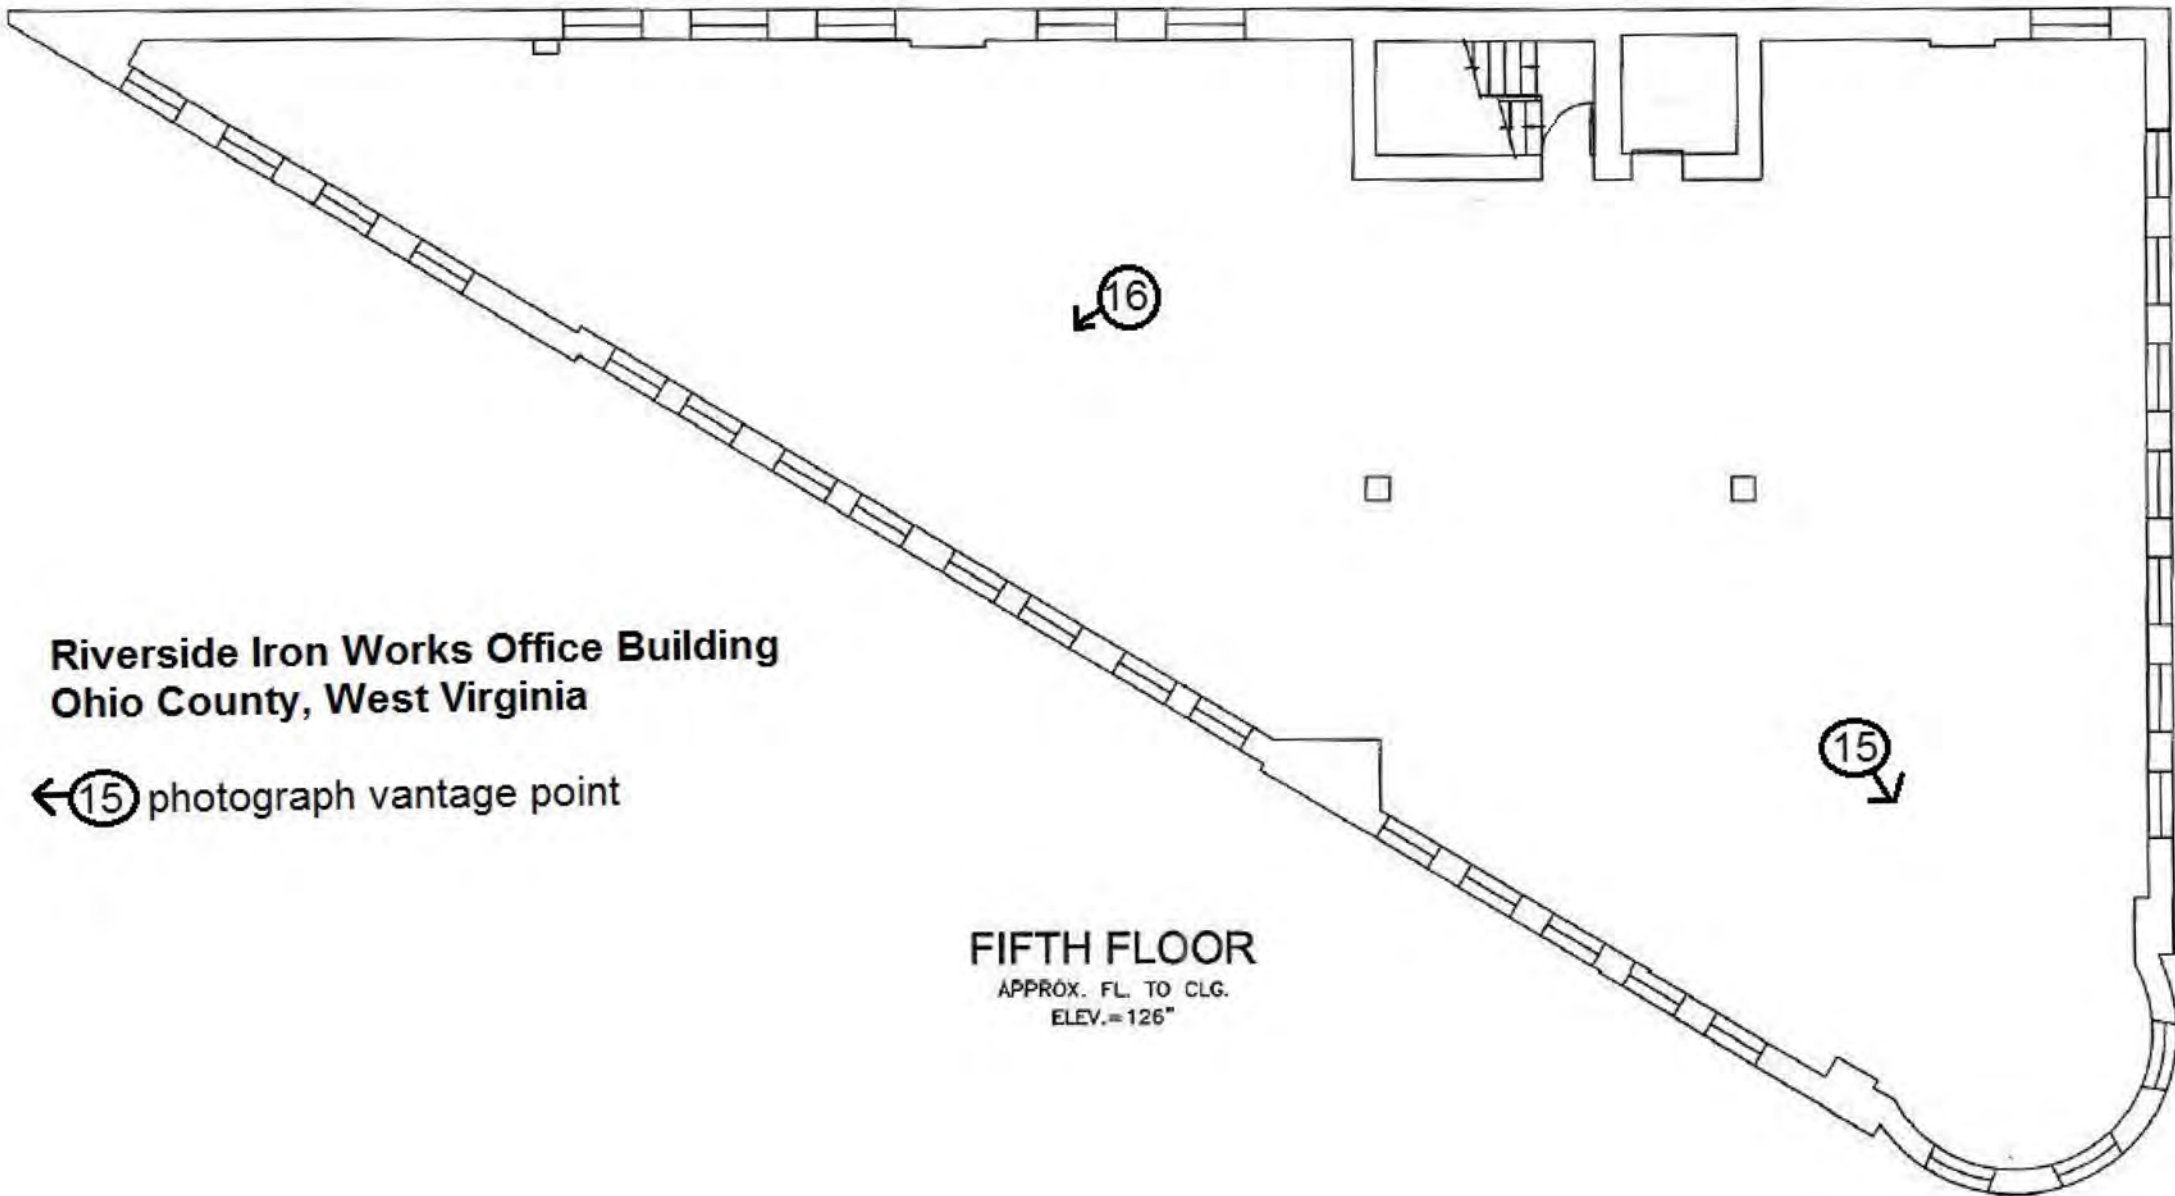 16
Riverside Iron Works Office Building
Ohio County, West Virginia
15
15 photograph vantage point
FIFTH FLOOR
APPROX. FL. TO CLG.
ELEV.=126"